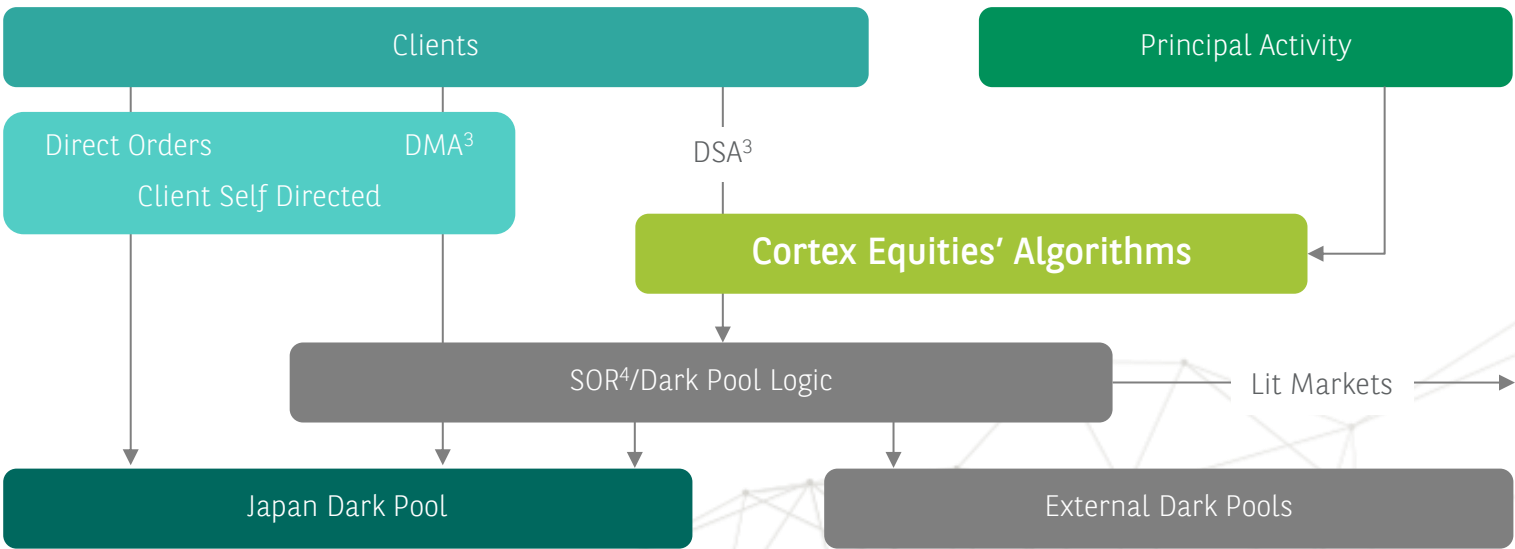 Clients
Principal Activity
Direct Orders
DMA³
DSA³
Client Self Directed
Cortex Equities’ Algorithms
SOR⁴/Dark Pool Logic
Lit Markets
Japan Dark Pool
External Dark Pools